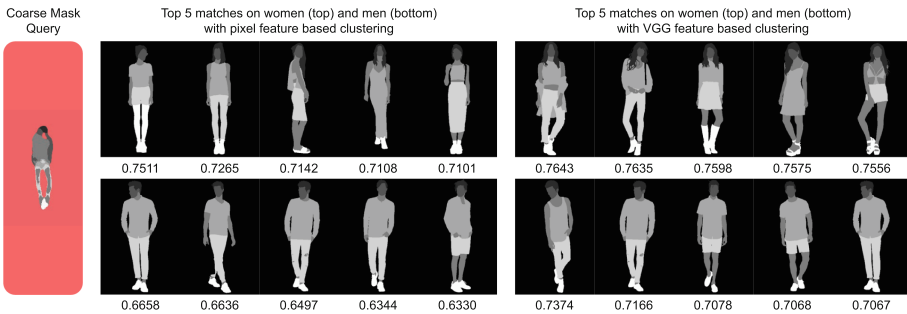 Coarse Mask
Query
Top 5 matches on women (top) and men (bottom)
with pixel feature based clustering
Top 5 matches on women (top) and men (bottom)
with VGG feature based clustering
0.7511 0.7265 0.7142 0.7108 0.7101
0.7643 0.7635 0.7598 0.7575 0.7556
0.6658 0.6636 0.6497 0.6344 0.6330
0.7374 0.7166 0.7078 0.7068 0.7067